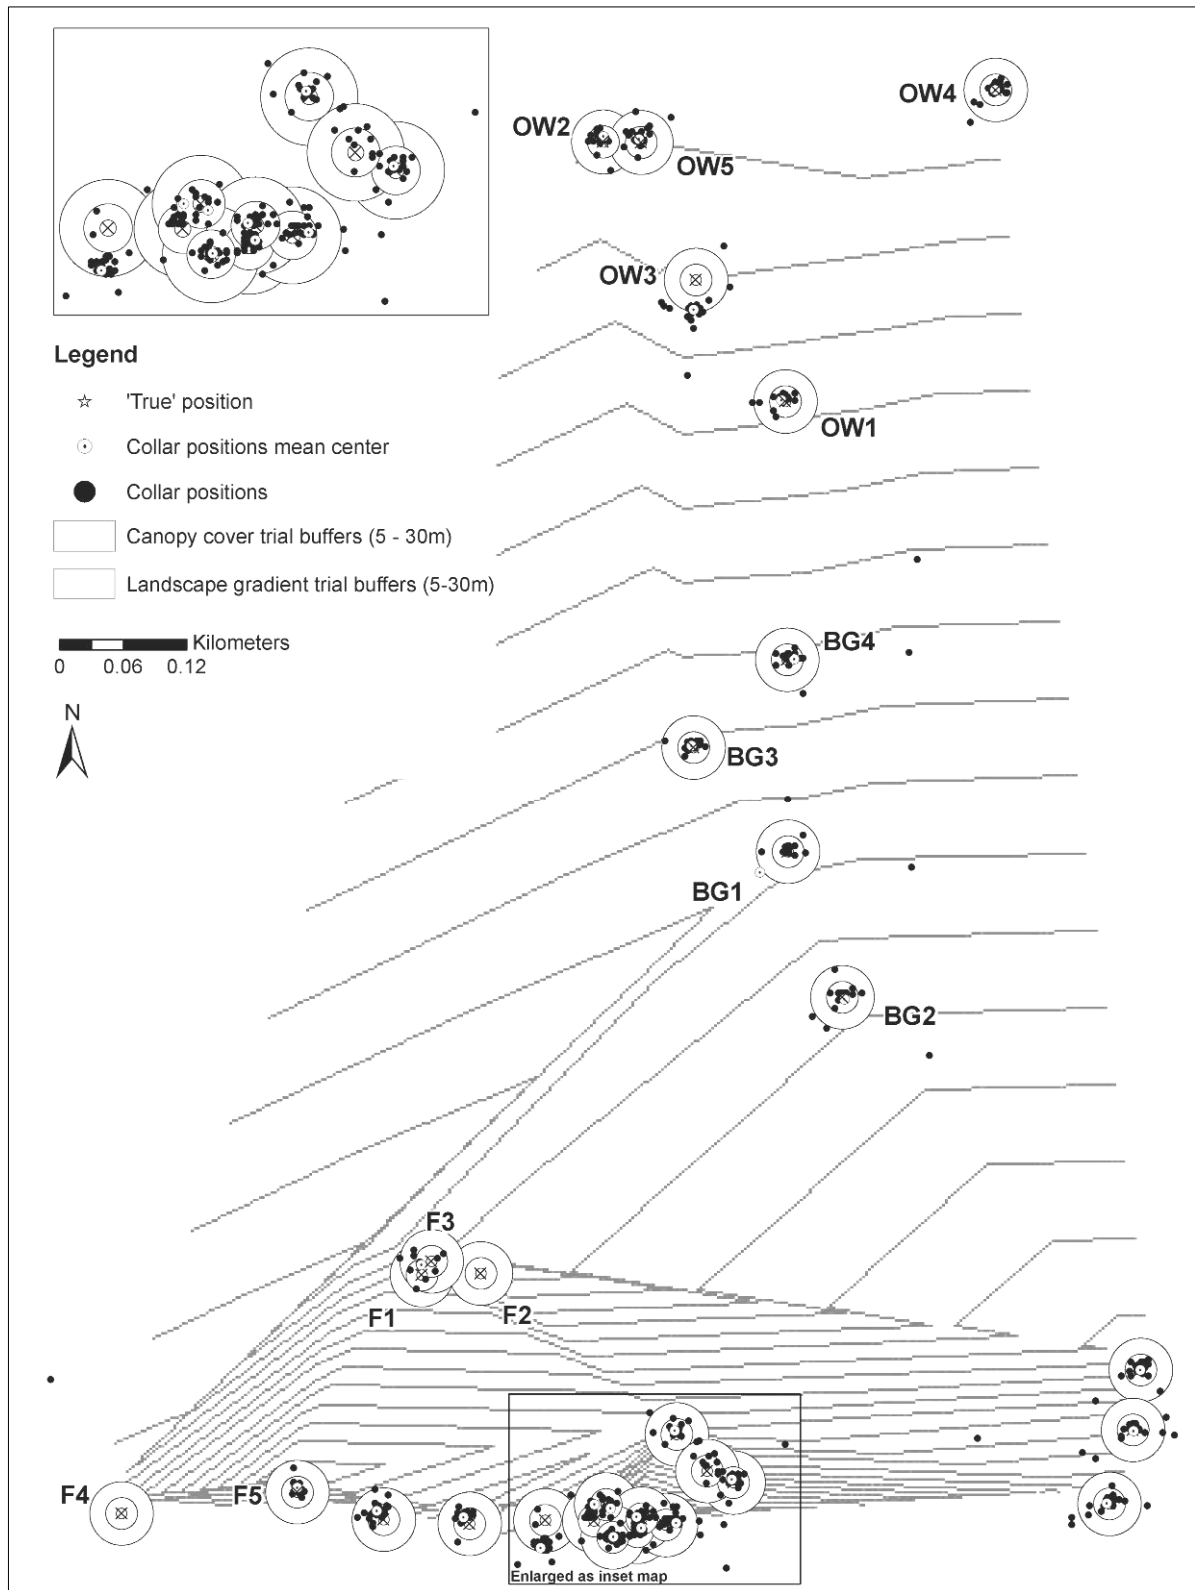 OW4
OW2
OW5
OW3
Legend
'True' position
Collar positions mean center
OW1
Collar positions
Canopy cover trial buffers (5 - 30m)
Landscape gradient trial buffers (5-30m)
Kilometers
0 0.06 0.12
BG4
N
BG3
BG1
BG2
F3
F1
F2
F4
F5
Enlarged as inset map